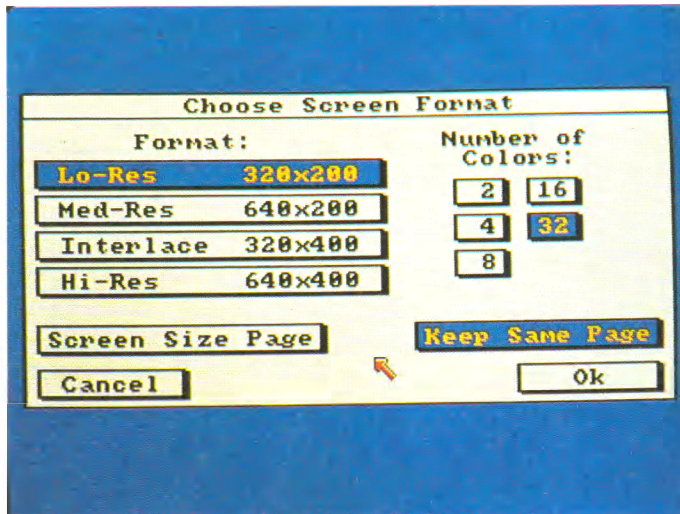 Choose Screen Format
Format:
Number of
Colors:
Lo-Res 320x200
Med-Res 640x200
Interlace 320x400
Hi-Res 640x400
2 16
4 32
8
Screen Size Page
Keep Same Page
Cancel
Ok